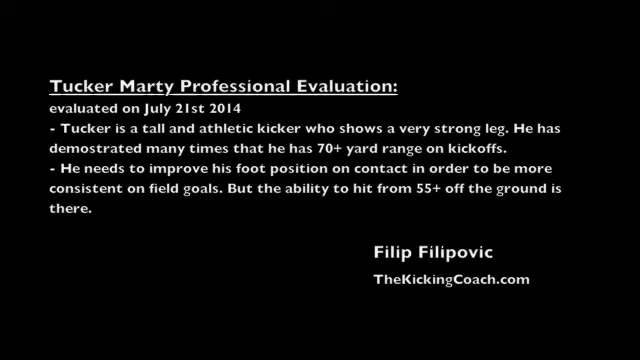 Tucker Marty Professional Evaluation:
evaluated on July 21st 2014
- Tucker is a tall and athletic kicker who shows a very strong leg. He has
demostrated many times that he has 70+ yard range on kickoffs.
- He needs to improve his foot position on contact in order to be more
consistent on field goals. But the ability to hit from 55+ off the ground is
there.
Filip Filipovic
TheKickingCoach.com